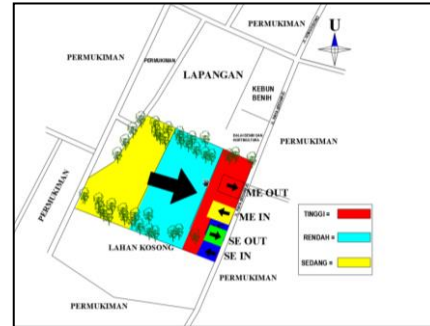 PERMUKIMAN
U
PERMUKIMAN
PERMUKIMAN
LAPANGAN
KEBUN
BENIH
PERMUKIMAN
PERMUKIMAN
ME OUT
ME IN
SE OUT
SE IN
LAHAN KOSONG
TINGGI =
RENDAH =
SEDANG =
PERMUKIMAN
PERMUKIMAN